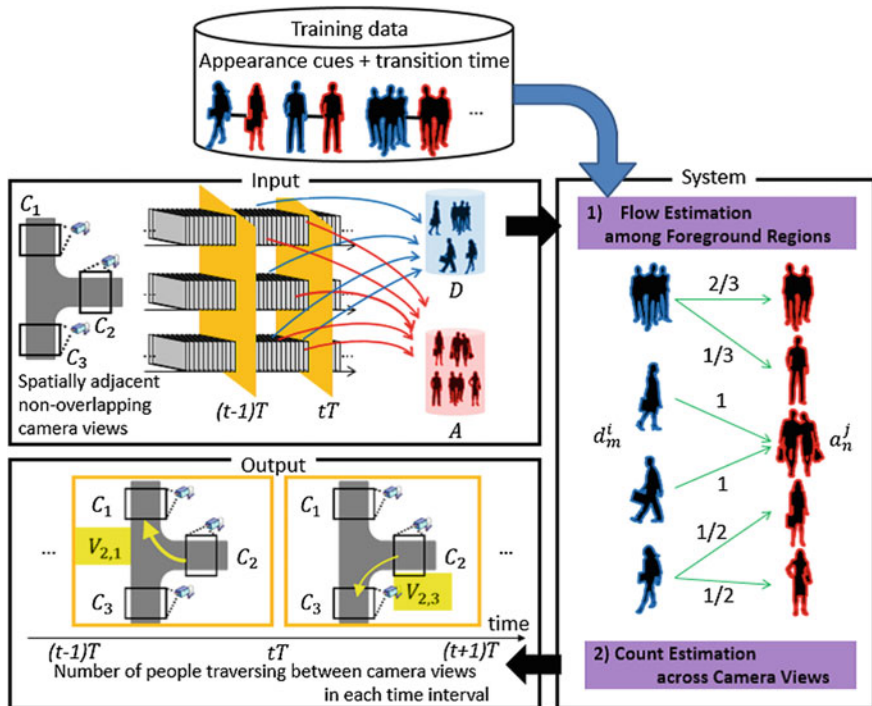 Training data
Appearance cues + transition time
...
Input
C1
C2
C3
Spatially adjacent
non-overlapping
camera views
...
...
...
(t-1)T
tT
D
A
System
1) Flow Estimation
among Foreground Regions
2/3
1/3
1
1
1/2
1/2
d_m^i
a_n^j
2) Count Estimation
across Camera Views
Output
...
C1
V2,1
C2
C3
C1
C2
C3
V2,3
...
time
(t-1)T
tT
(t+1)T
Number of people traversing between camera views
in each time interval